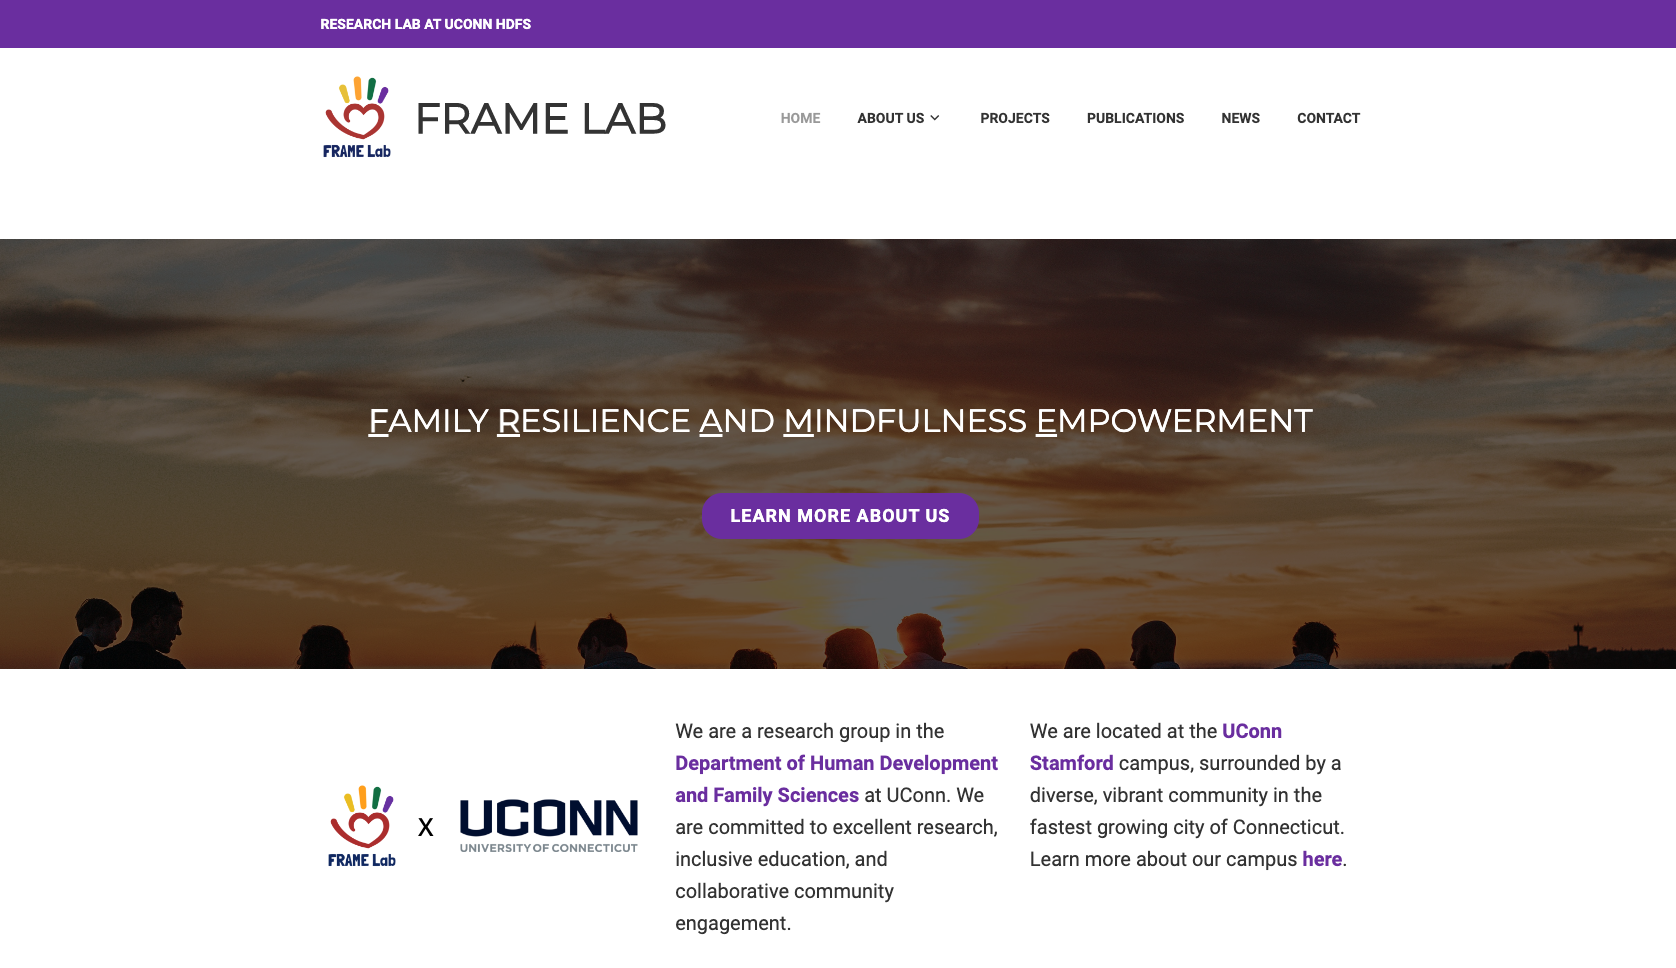 RESEARCH LAB AT UCONN HDFS
FRAME Lab
FRAME LAB
HOME
ABOUT US
PROJECTS
PUBLICATIONS
NEWS
CONTACT
FAMILY RESILIENCE AND MINDFULNESS EMPOWERMENT
LEARN MORE ABOUT US
FRAME Lab
X
UCONN
UNIVERSITY OF CONNECTICUT
We are a research group in the
Department of Human Development
and Family Sciences at UConn. We
are committed to excellent research,
inclusive education, and
collaborative community
engagement.
We are located at the UConn
Stamford campus, surrounded by a
diverse, vibrant community in the
fastest growing city of Connecticut.
Learn more about our campus here.